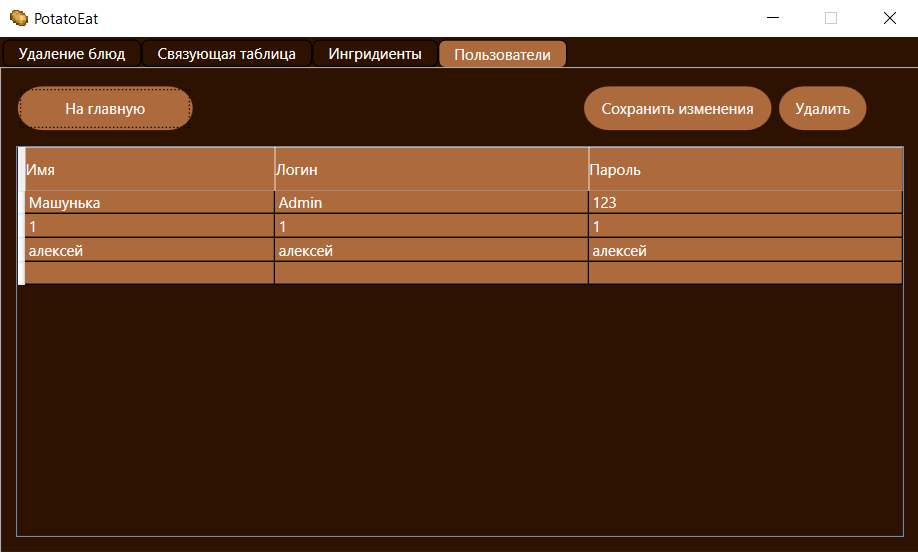 PotatoEat
Удаление блюд Связующая таблица Ингридиенты Пользователи
На главную Сохранить изменения Удалить
Имя Логин Пароль
Машунька Admin 123
1 1 1
алексей алексей алексей